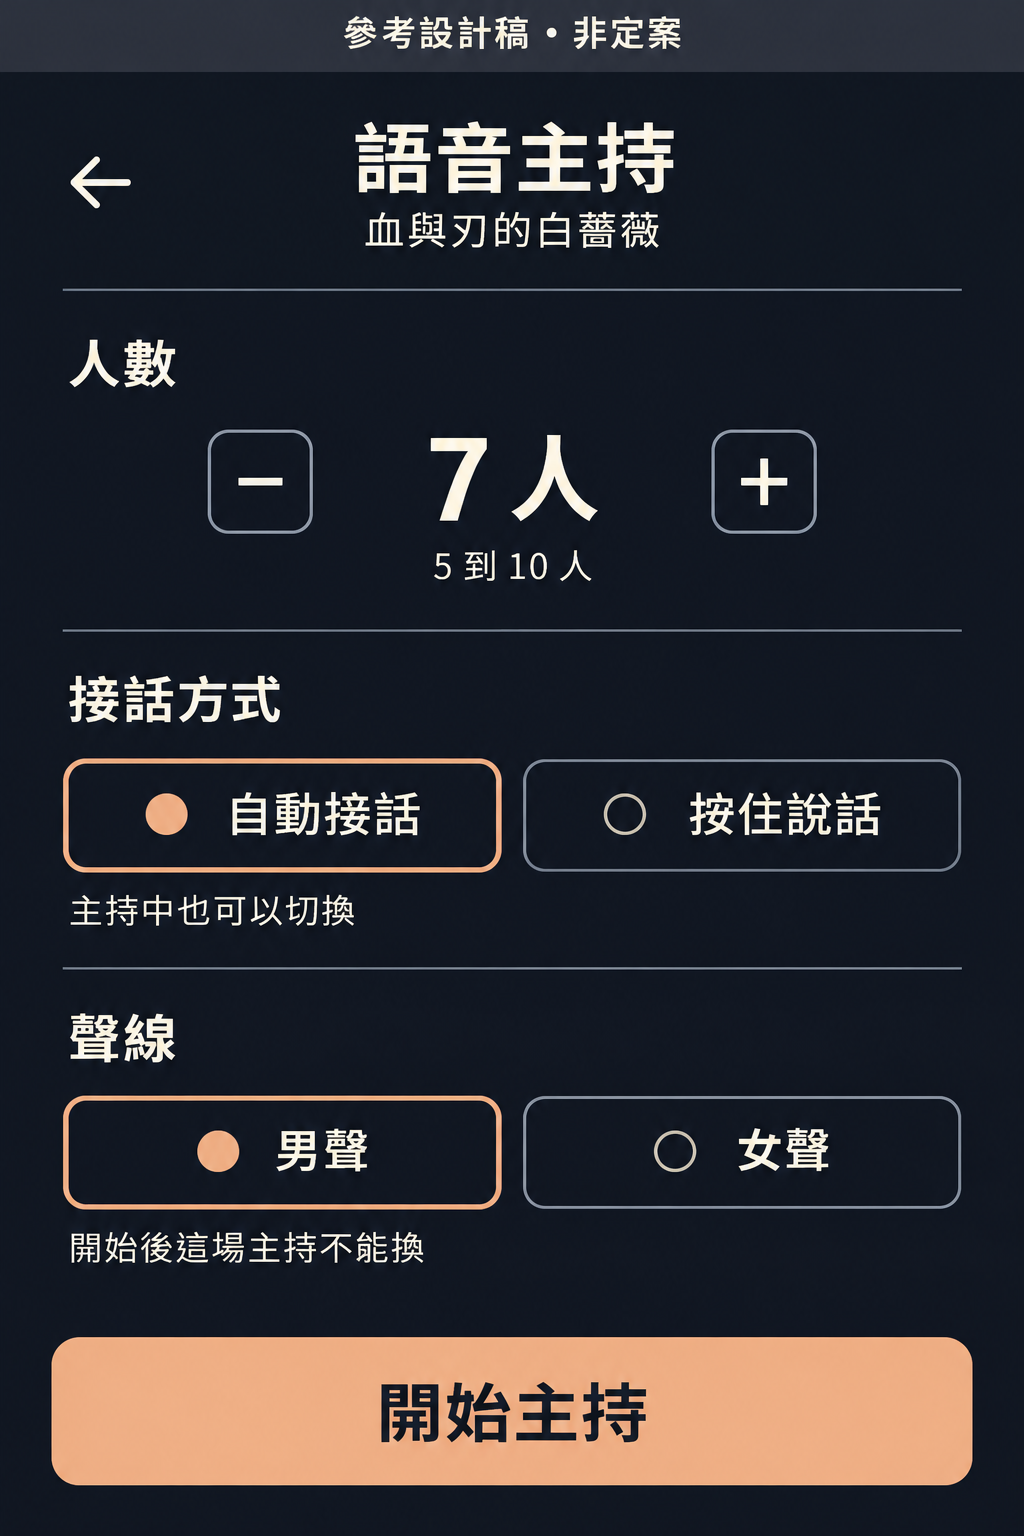 參考設計稿•非定案
語音主持
血與刃的白薔薇
人數
7人
5 到 10 人
接話方式
自動接話
按住說話
主持中也可以切換
聲線
男聲
女聲
開始後這場主持不能換
開始主持